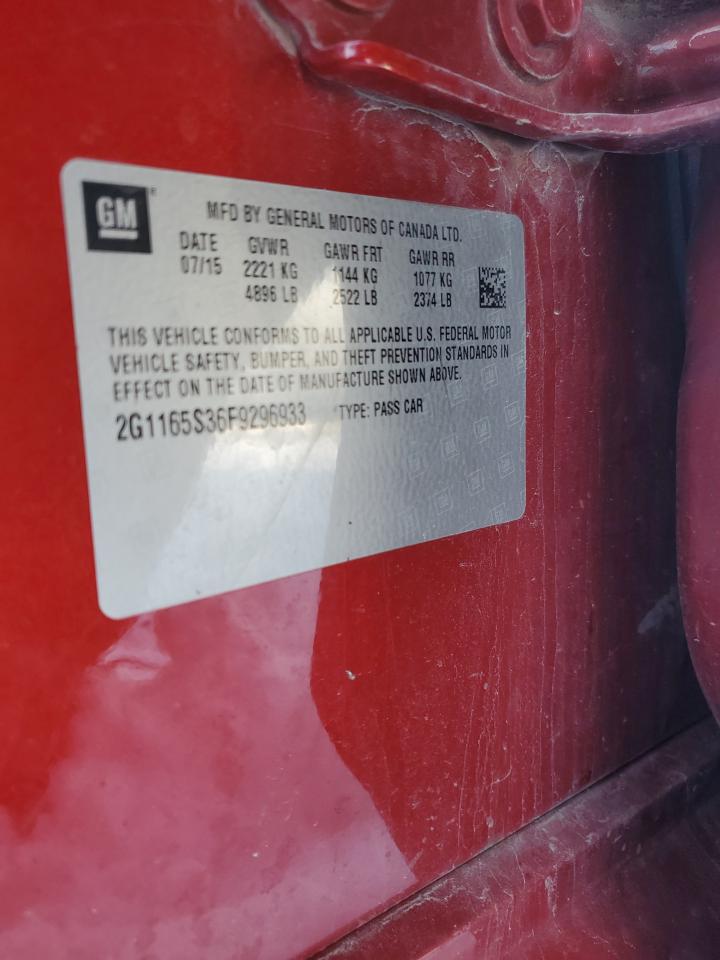 GM
MFD BY GENERAL MOTORS OF CANADA LTD.
DATE GVWR GAWR FRT GAWR RR
07/15 2221 KG 1144 KG 1077 KG
4896 LB 2522 LB 2374 LB
THIS VEHICLE CONFORMS TO ALL APPLICABLE U.S. FEDERAL MOTOR
VEHICLE SAFETY, BUMPER, AND THEFT PREVENTION STANDARDS IN
EFFECT ON THE DATE OF MANUFACTURE SHOWN ABOVE.
2G1165S36F9296933 TYPE: PASS CAR